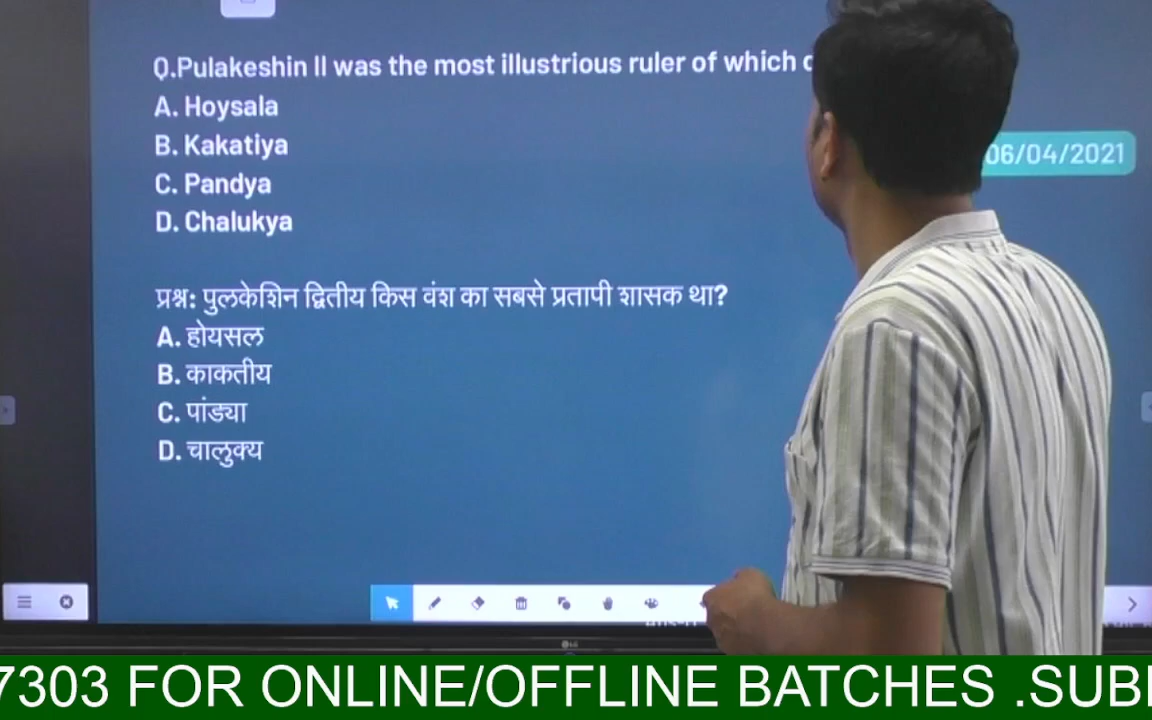 Q.Pulakeshin II was the most illustrious ruler of which
A. Hoysala
B. Kakatiya
06/04/2021
C. Pandya
D. Chalukya
प्रश्न: पुलकेशिन द्वितीय किस वंश का सबसे प्रतापी शासक था?
A. होयसल
B. काकतीय
C. पांड्या
D. चालुक्य
LG
7303 FOR ONLINE/OFFLINE BATCHES .SUB